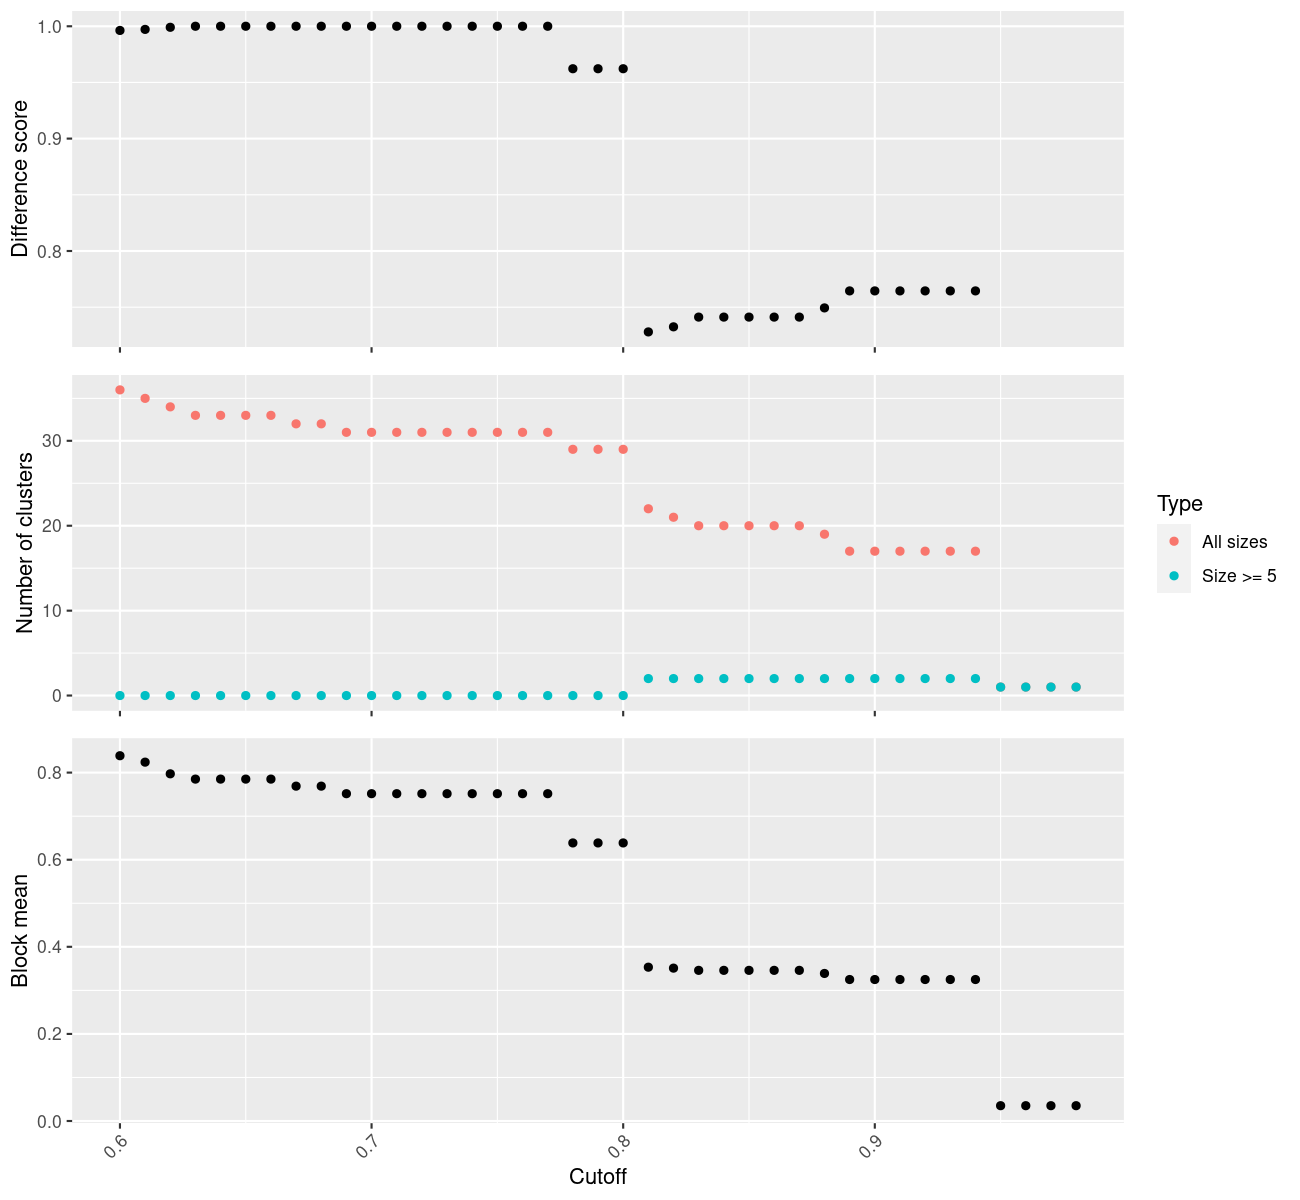 Difference score
1.0
0.9
0.8
Number of clusters
30
20
10
0
Type
All sizes
Size >= 5
Block mean
0.8
0.6
0.4
0.2
0.0
0.6
0.7
0.8
0.9
Cutoff